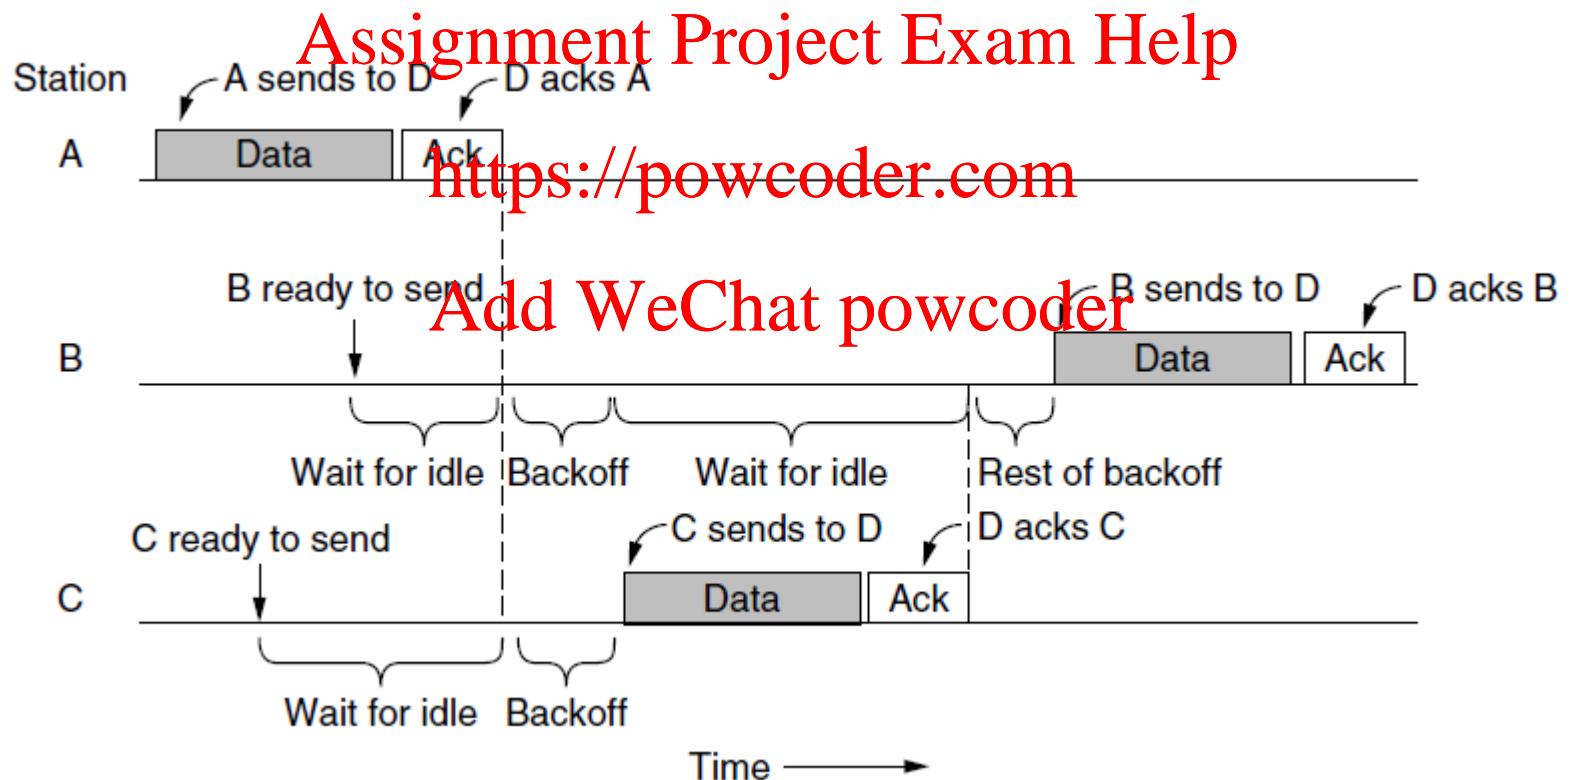 Assignment Project Exam Help
Station
A sends to D
D acks A
A
Data
Ack
https://powcoder.com
B ready to send
Add WeChat powcoder
B sends to D
D acks B
B
Data
Ack
Wait for idle
Backoff
Wait for idle
Rest of backoff
C ready to send
C sends to D
D acks C
C
Data
Ack
Wait for idle
Backoff
Time